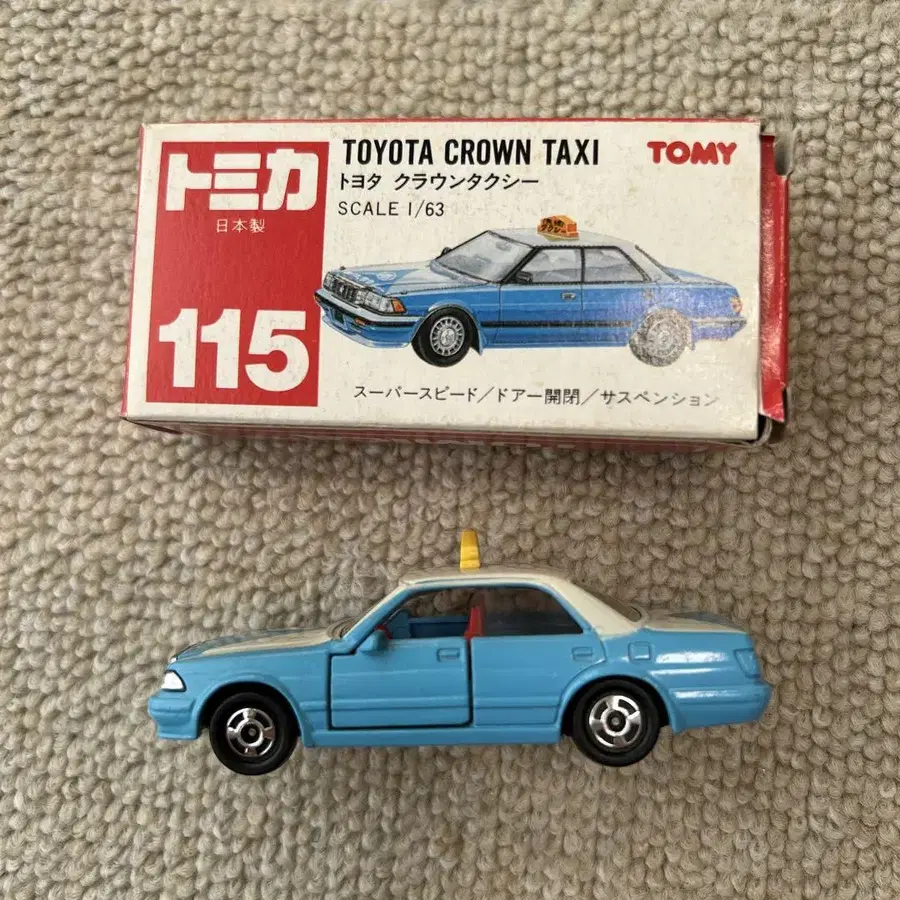 トミカ
日本製
115
TOYOTA CROWN TAXI
TOMY
トヨタ クラウンタクシー
SCALE 1/63
スーパースピード/ドアー開閉/サスペンション